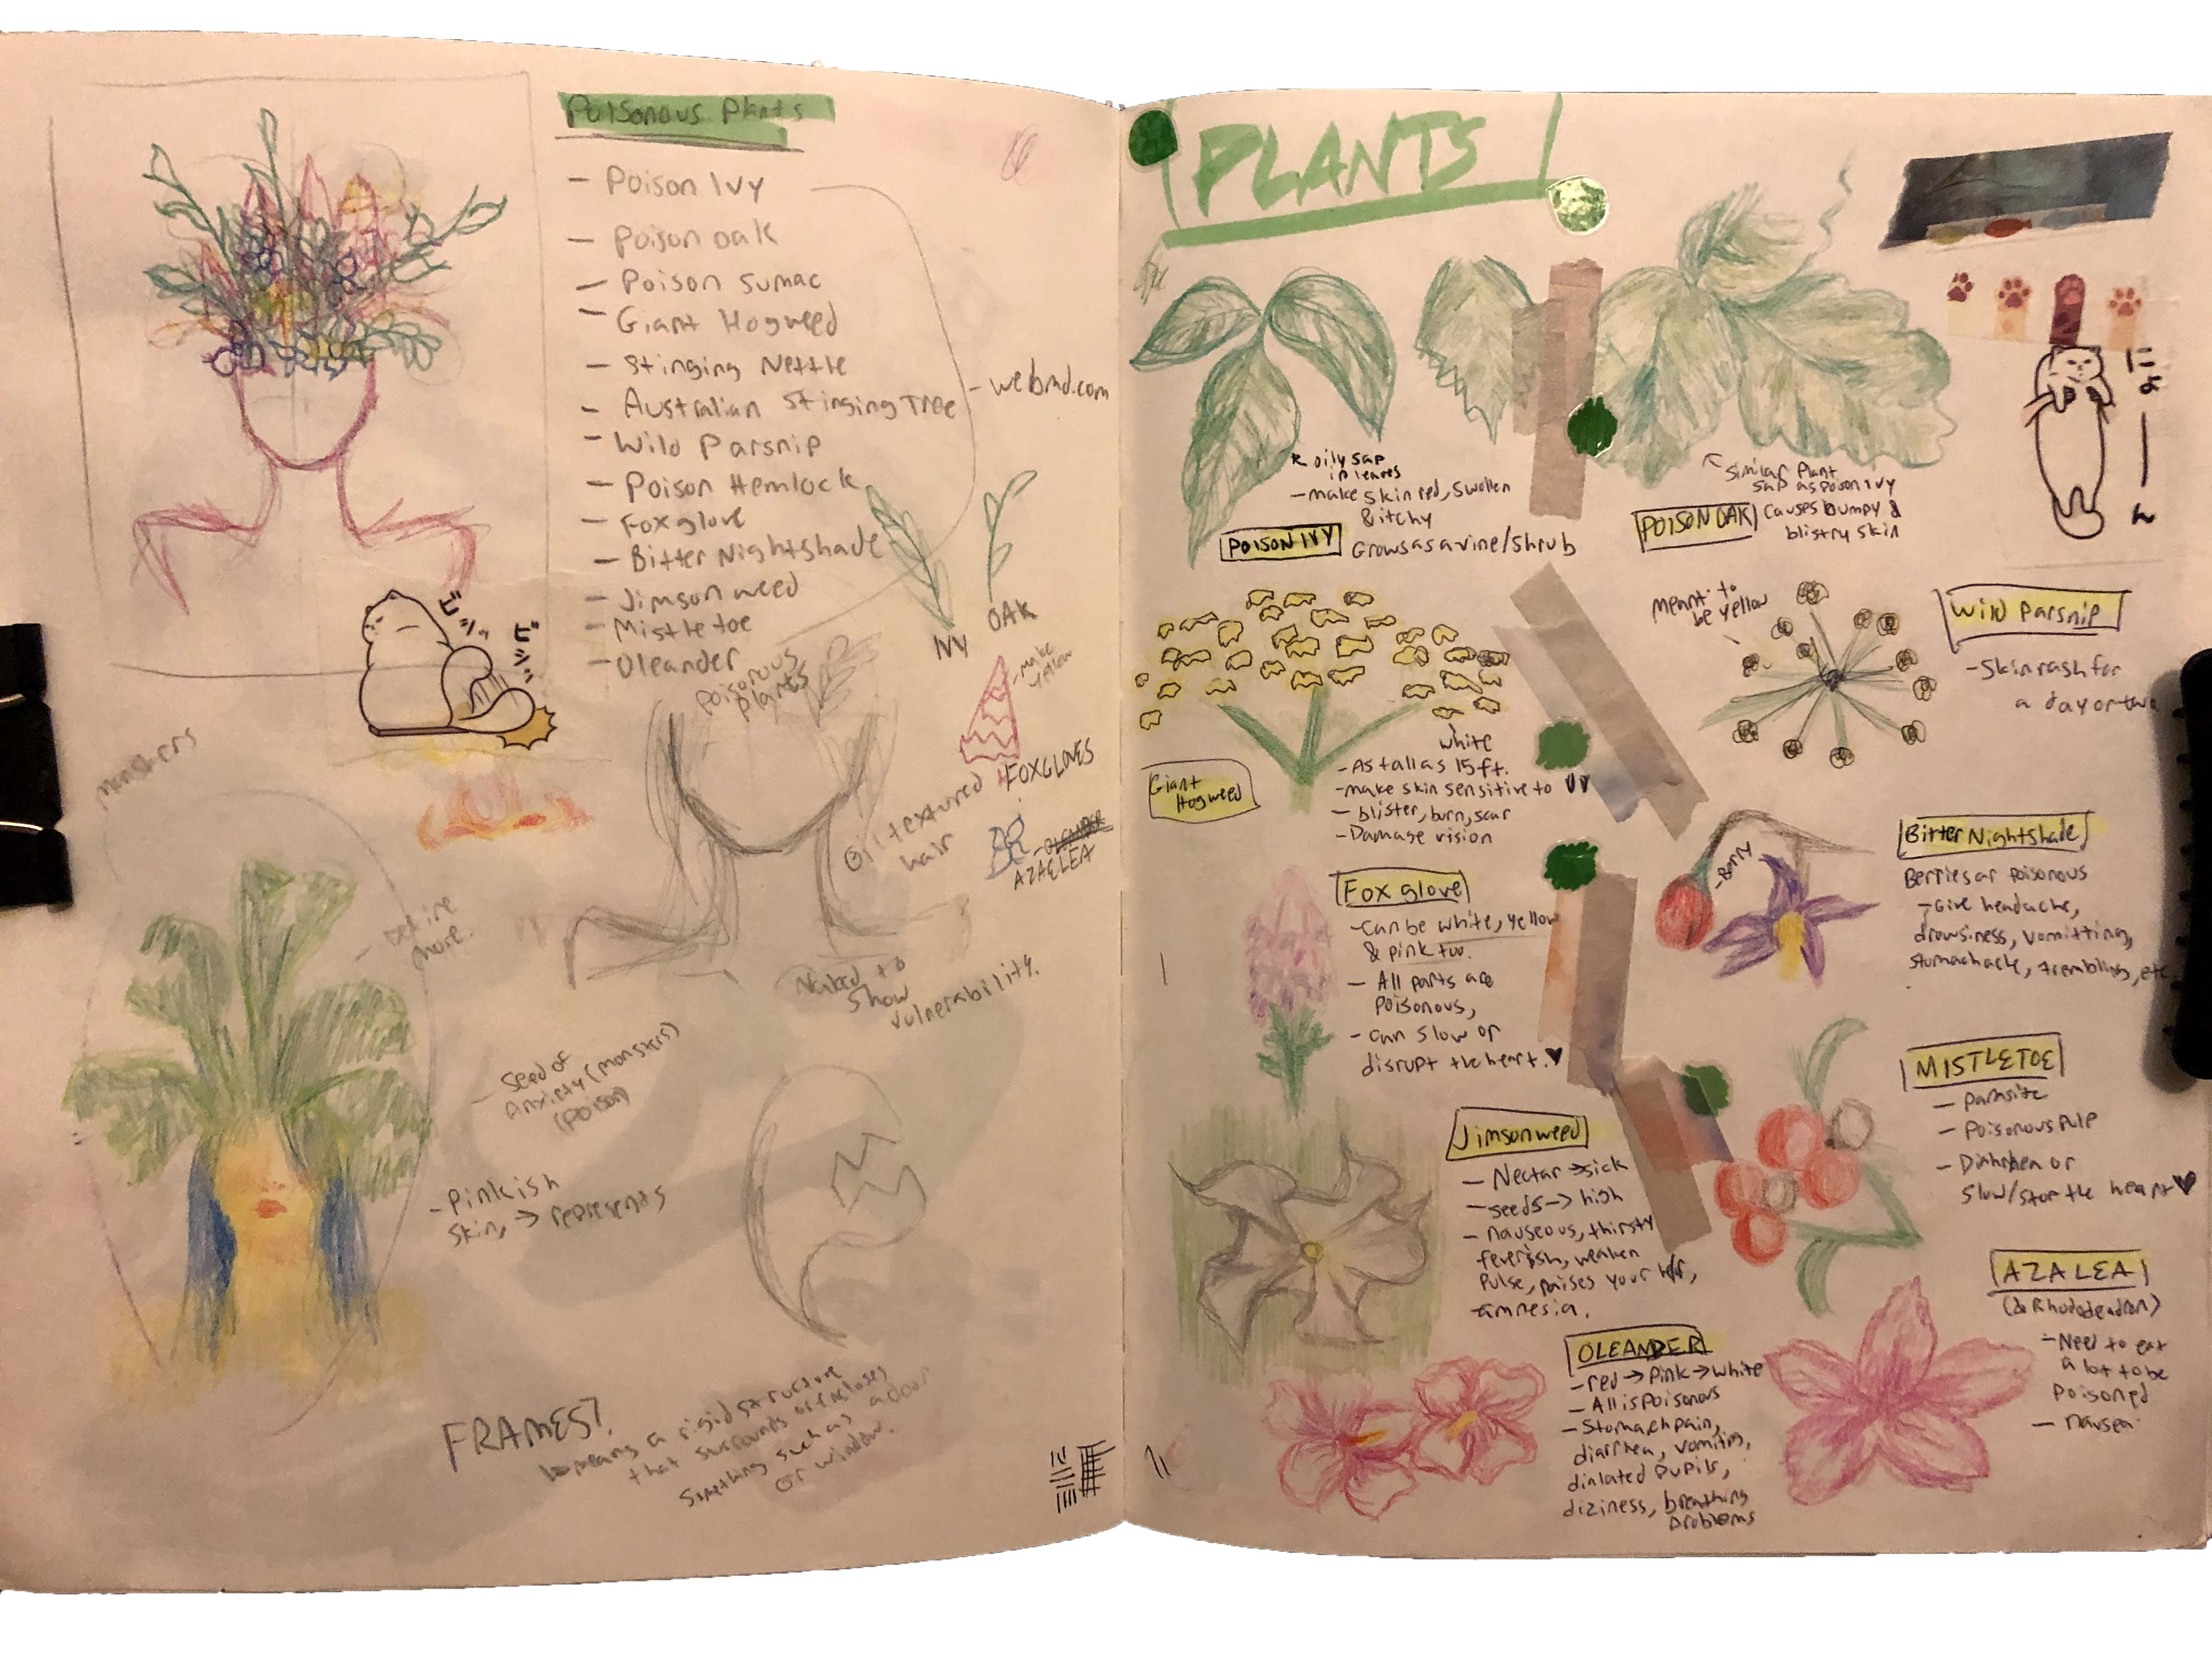 Poisonous Plants
- Poison Ivy
- Poison oak
- Poison Sumac
- Giant Hogweed
- Stinging Nettle
- Australian Stinging Tree
- Wild Parsnip
- Poison Hemlock
- Foxglove
- Bitter Nightshade
- Jimson weed
- Mistletoe
- Oleander
- webmd.com
IVY
OAK
- make
yellow
FOXGLOVES
AZAELEA
Poisonous
plants
Oil textured
hair
Naked to
show
vulnerability.
monsters
- define
more.
- Seed of
Anxiety (monsters)
(Poison)
- Pinkish
skin, → represents
FRAMES?
↳ means a rigid structure
that surrounds or encloses
something such as a door
or window.
PLANTS
oily sap
in leaves
- make skin red, swollen
& itchy
POISON IVY
Grows as a vine/shrub
similar plant
sap as poison ivy
POISON OAK
causes bumpy &
blistry skin
にょ
ー
ん
ビシッ
ビシッ
meant to
be yellow
Wild Parsnip
- Skin rash for
a day or two
Giant
Hogweed
white
- As tall as 15ft.
- make skin sensitive to UV
- blister, burn, scar
- Damage vision
- Berry
Bitter Nightshade
Berries ar poisonous
- Give headache,
drowsiness, vomitting,
stomachache, trembling, etc
Fox glove
- Can be white, yellow
& pink too.
- All parts are
poisonous,
- can slow or
disrupt the heart. ♥
MISTLETOE
- Parasite
- Poisonous Pulp
- Diahrhea or
slow/stop the heart ♥
Jimsonweed
- Nectar → sick
- seeds → high
- nauseous, thirsty
feverish, weaken
pulse, raises your
amnesia.
AZALEA
(& Rhododendron)
- Need to eat
a lot to be
poisoned
- nausea
OLEANDER
- red → pink → white
- All is poisonous
- Stomach pain,
diarrhea, vomiting,
dialated pupils,
diziness, breathing
problems